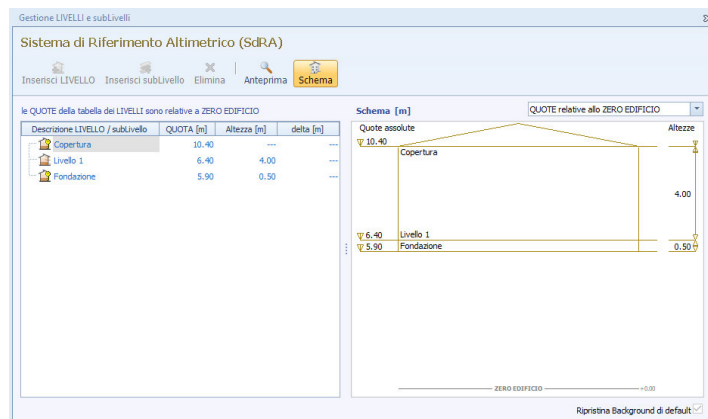 Gestione LIVELLI e subLivelli
Sistema di Riferimento Altimetrico (SdRA)
Inserisci LIVELLO Inserisci subLivello Elimina Anteprima Schema
le QUOTE della tabella dei LIVELLI sono relative a ZERO EDIFICIO
Descrizione LIVELLO / subLivello QUOTA [m] Altezza [m] delta [m]
Copertura 10.40 --- ---
Livello 1 6.40 4.00 ---
Fondazione 5.90 0.50 ---
Schema [m] QUOTE relative allo ZERO EDIFICIO
Quote assolute Altezze
10.40
Copertura
4.00
6.40 Livello 1
5.90 Fondazione 0.50
ZERO EDIFICIO +0.00
Ripristina Background di default